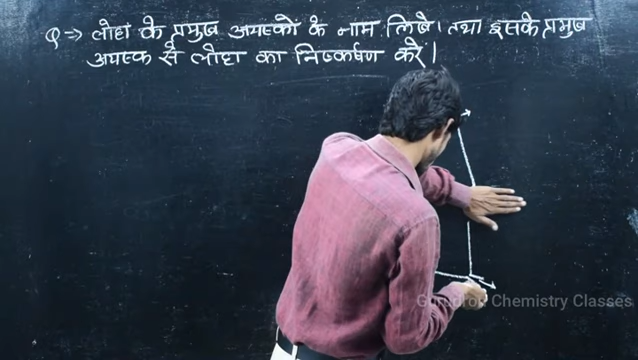 Q ⇒ लोहा के प्रमुख अयस्को के नाम लिखे। तथा इसके प्रमुख
अयस्क से लोहा का निष्कर्षण करें।
Chemistry Classes